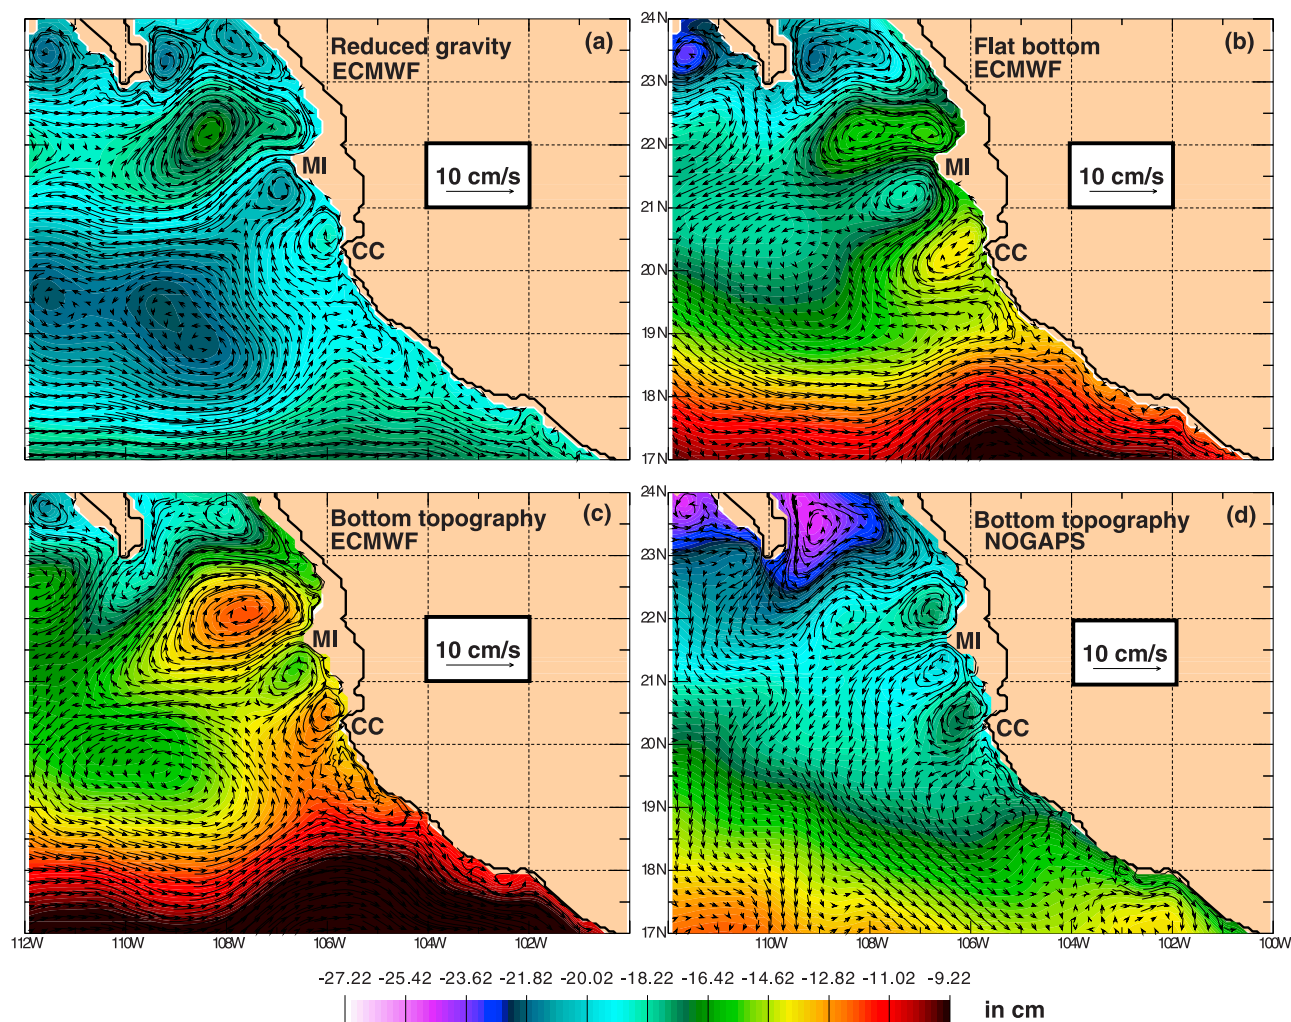 Reduced gravity
ECMWF
(a)
MI
10 cm/s
CC
24N
23N
22N
21N
20N
19N
18N
17N
Flat bottom
ECMWF
(b)
MI
10 cm/s
CC
Bottom topography
ECMWF
(c)
MI
10 cm/s
CC
112W 110W 108W 106W 104W 102W
24N
23N
22N
21N
20N
19N
18N
17N
Bottom topography
NOGAPS
(d)
MI
10 cm/s
CC
110W 108W 106W 104W 102W 100W
-27.22 -25.42 -23.62 -21.82 -20.02 -18.22 -16.42 -14.62 -12.82 -11.02 -9.22
in cm